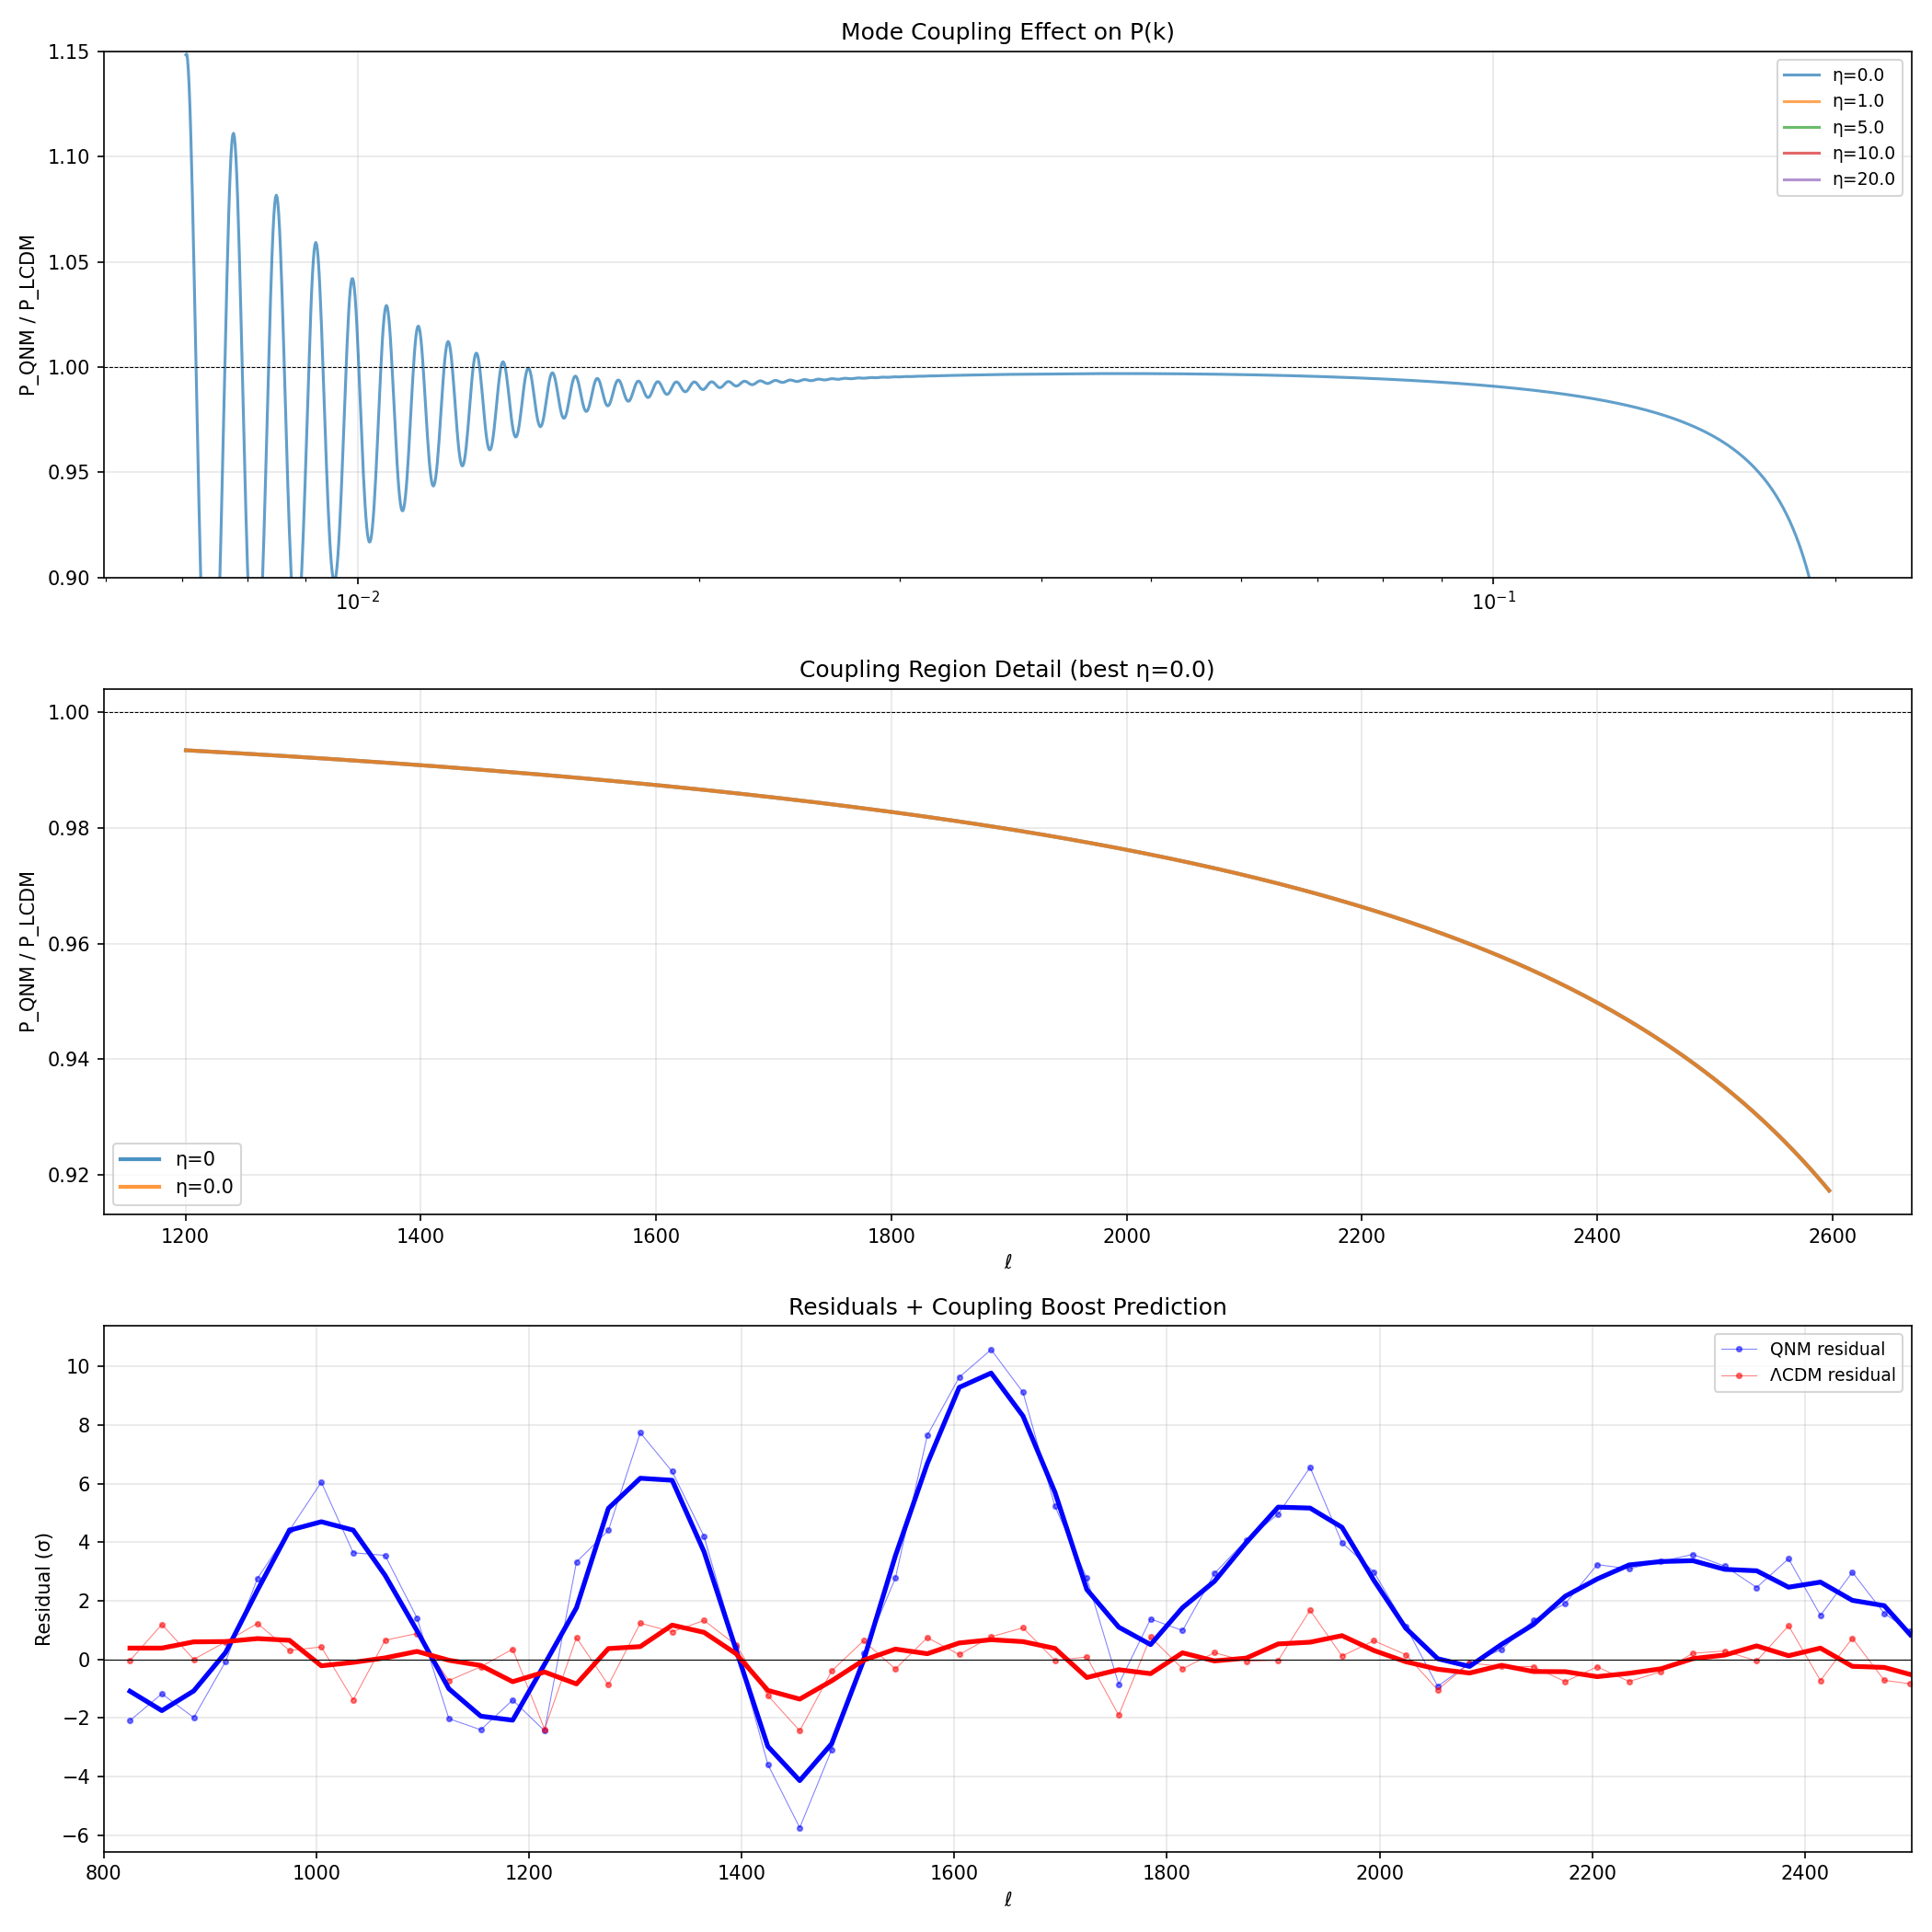 Mode Coupling Effect on P(k)
P_QNM / P_LCDM
1.15
1.10
1.05
1.00
0.95
0.90
10⁻²
10⁻¹
η=0.0
η=1.0
η=5.0
η=10.0
η=20.0
Coupling Region Detail (best η=0.0)
P_QNM / P_LCDM
1.00
0.98
0.96
0.94
0.92
η=0
η=0.0
1200 1400 1600 1800 2000 2200 2400 2600
ℓ
Residuals + Coupling Boost Prediction
Residual (σ)
10
8
6
4
2
0
−2
−4
−6
QNM residual
ΛCDM residual
800 1000 1200 1400 1600 1800 2000 2200 2400
ℓ